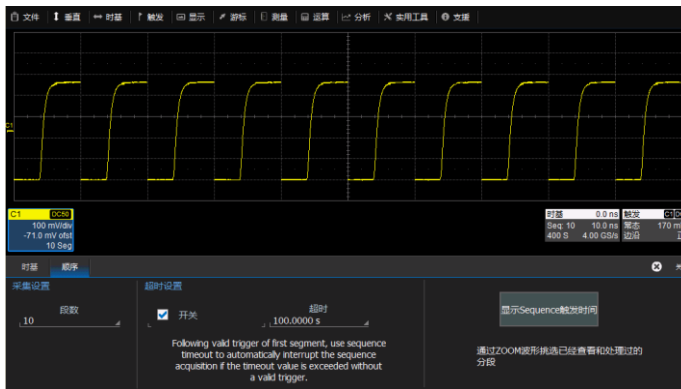 文件 垂直 时基 触发 显示 游标 测量 运算 分析 实用工具 支援
C1
C1 DC50
100 mV/div
-71.0 mV ofst
10 Seg
时基 0.0 ns
Seq: 10 10.0 ns
400 S 4.00 GS/s
触发 C1
常态 170 m
边沿
时基 顺序
采集设置
段数
10
超时设置
开关
超时
100.0000 s
Following valid trigger of first segment, use sequence
timeout to automatically interrupt the sequence
acquisition if the timeout value is exceeded without
a valid trigger.
显示Sequence触发时间
通过ZOOM波形挑选已经查看和处理过的
分段